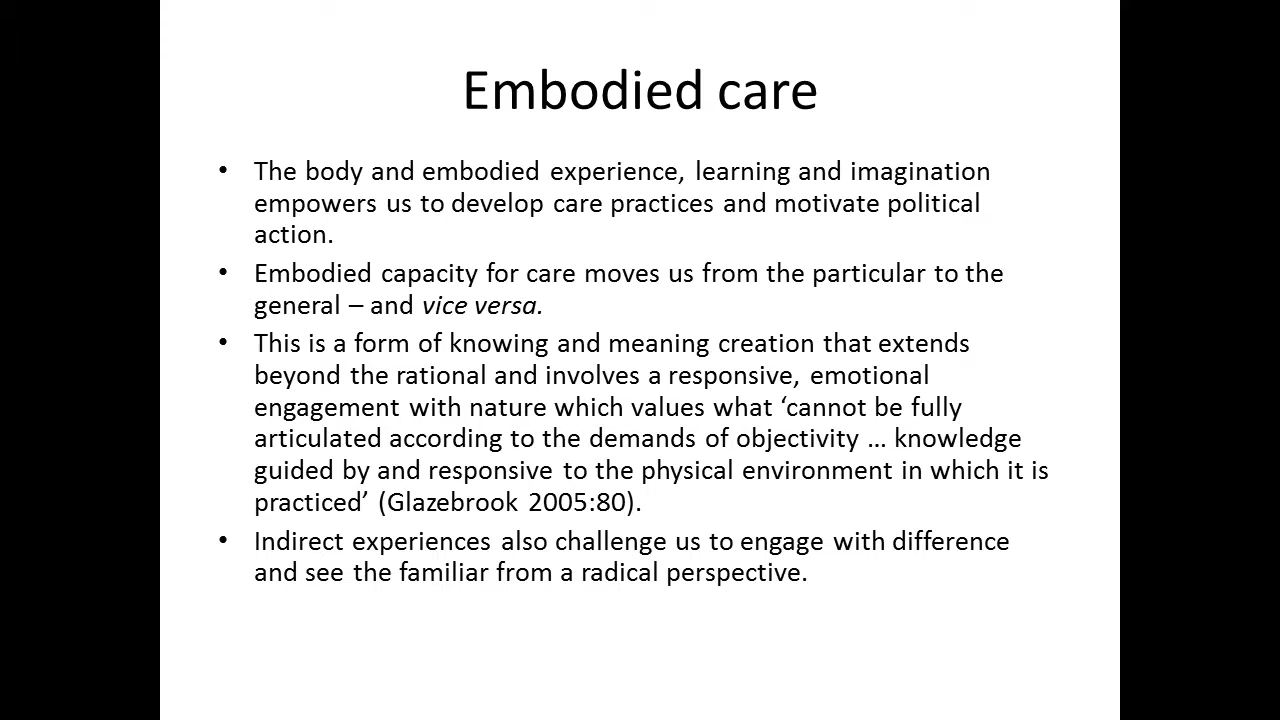 Embodied care
• The body and embodied experience, learning and imagination
empowers us to develop care practices and motivate political
action.
• Embodied capacity for care moves us from the particular to the
general – and vice versa.
• This is a form of knowing and meaning creation that extends
beyond the rational and involves a responsive, emotional
engagement with nature which values what ‘cannot be fully
articulated according to the demands of objectivity … knowledge
guided by and responsive to the physical environment in which it is
practiced’ (Glazebrook 2005:80).
• Indirect experiences also challenge us to engage with difference
and see the familiar from a radical perspective.